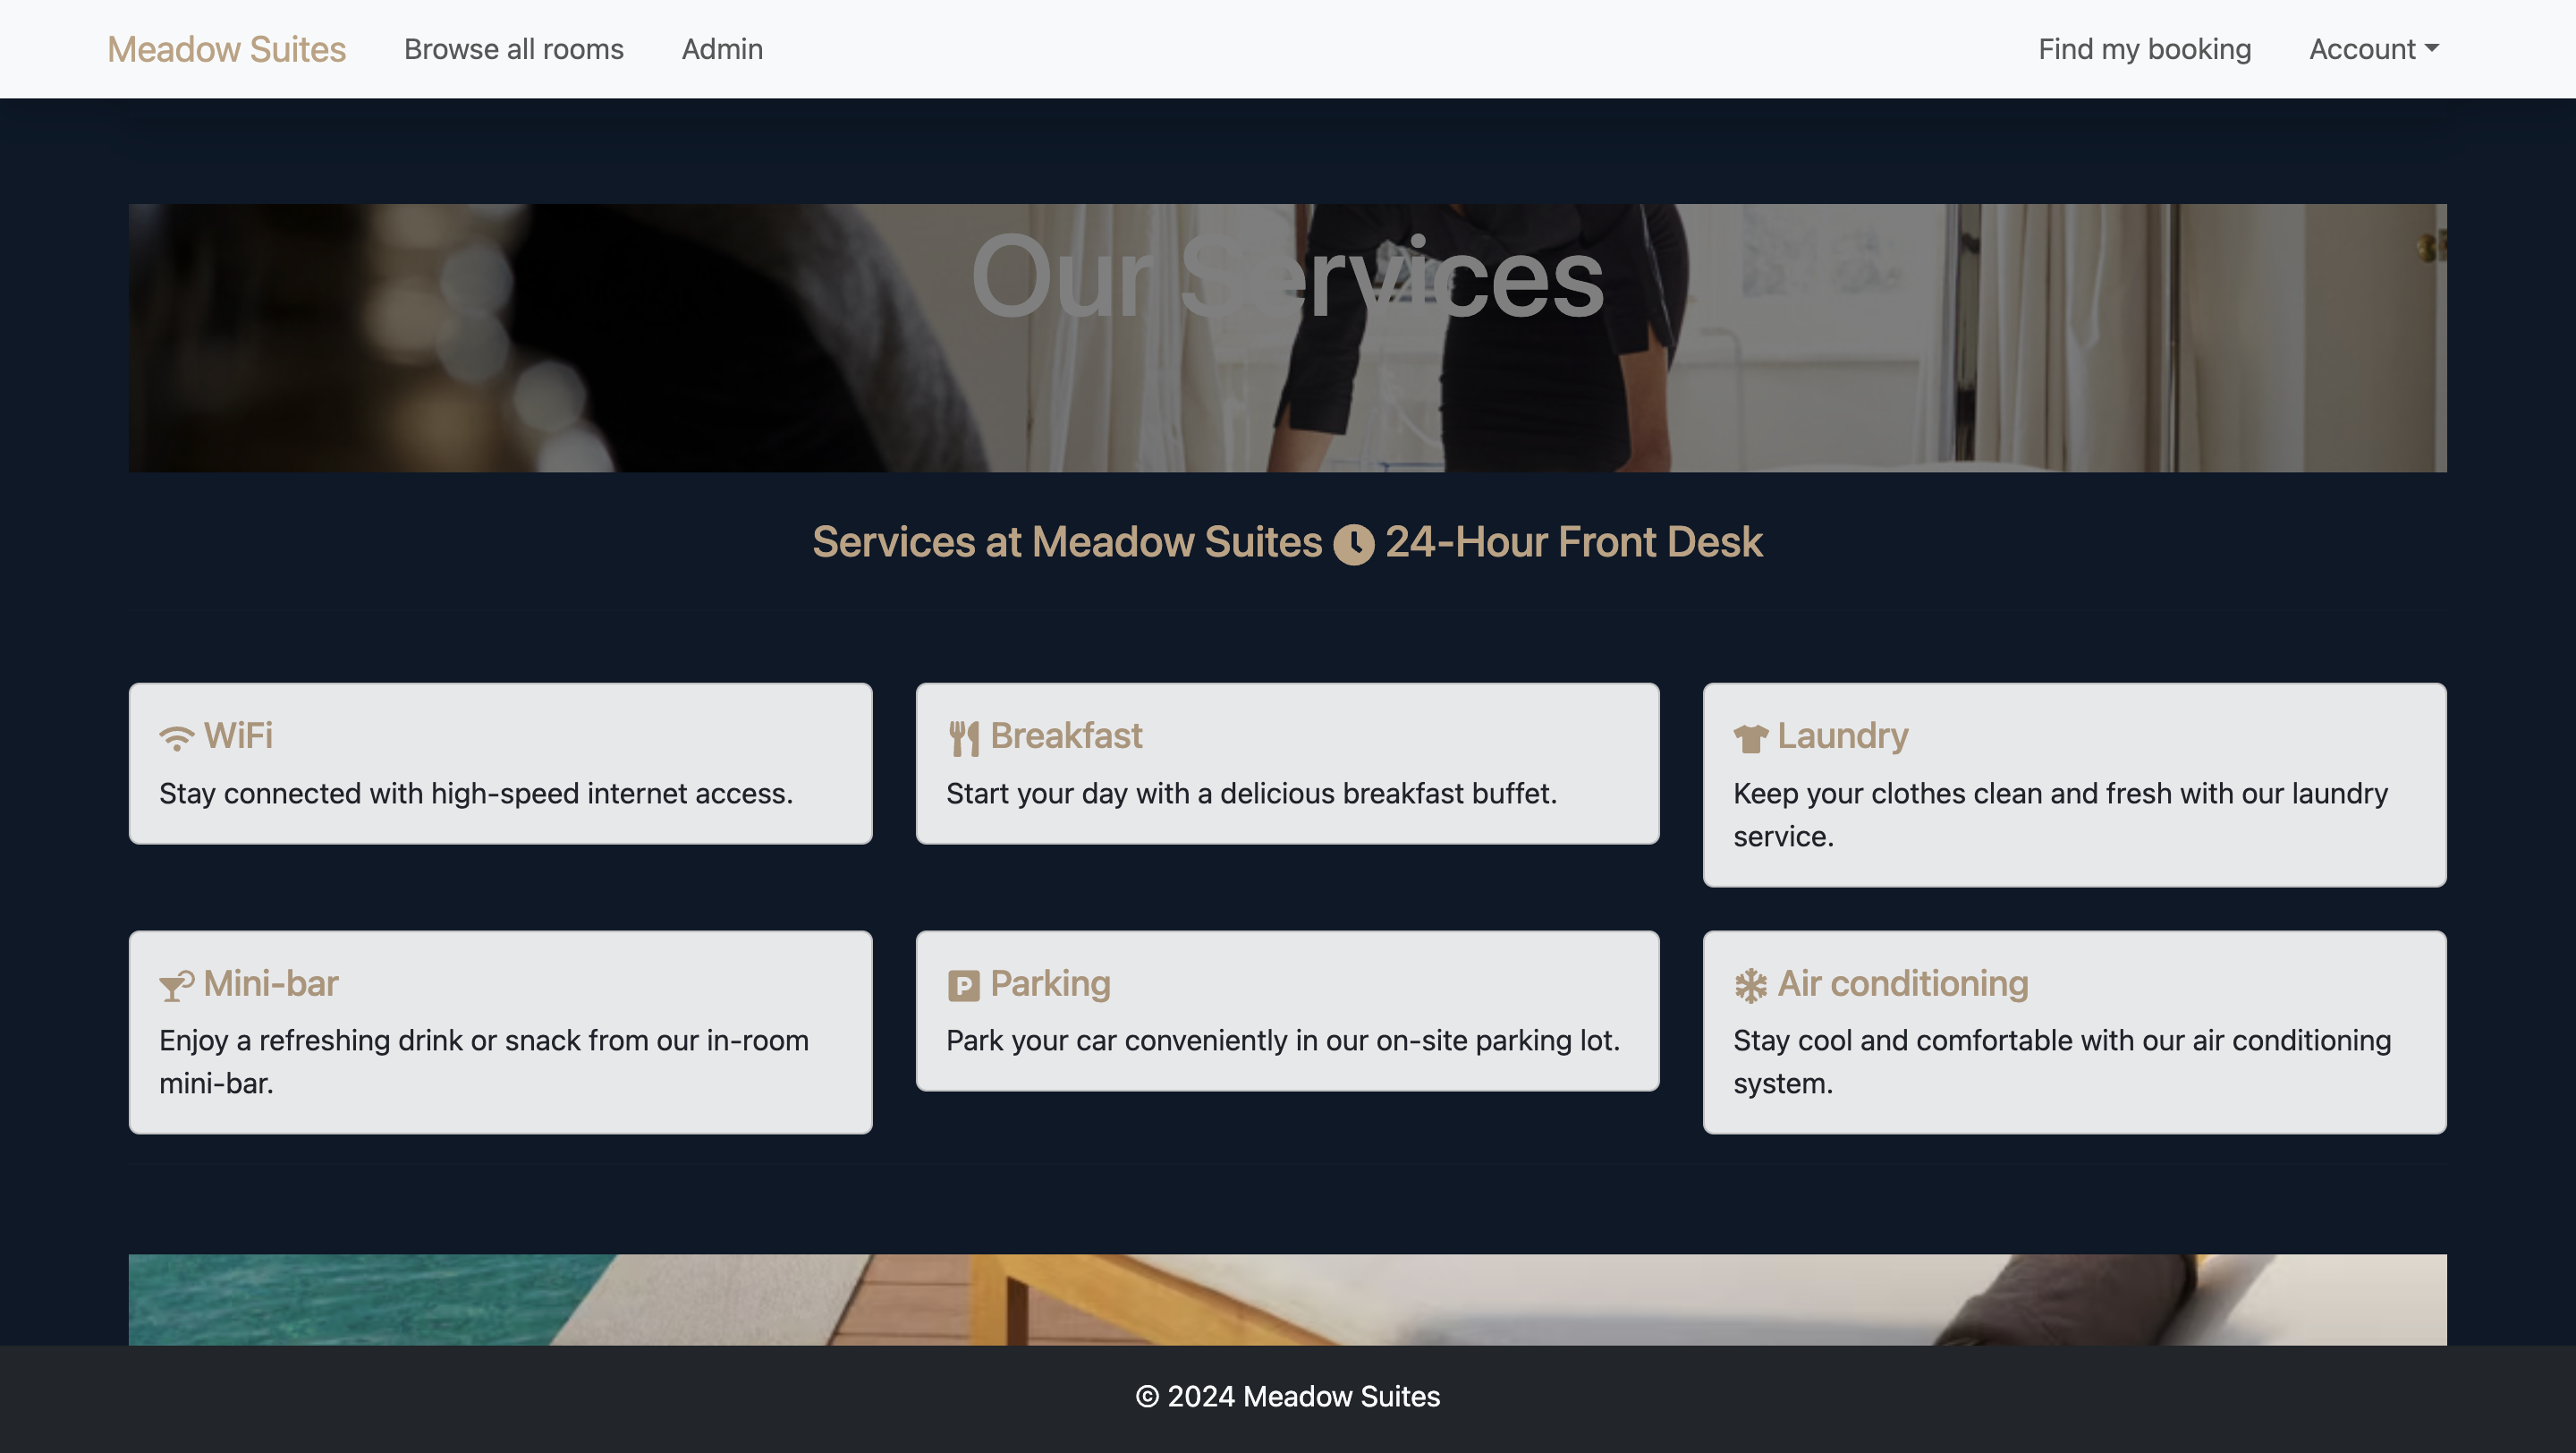 Meadow Suites Browse all rooms Admin Find my booking Account
Our Services
Services at Meadow Suites 24-Hour Front Desk
WiFi
Stay connected with high-speed internet access.
Breakfast
Start your day with a delicious breakfast buffet.
Laundry
Keep your clothes clean and fresh with our laundry
service.
Mini-bar
Enjoy a refreshing drink or snack from our in-room
mini-bar.
P Parking
Park your car conveniently in our on-site parking lot.
Air conditioning
Stay cool and comfortable with our air conditioning
system.
© 2024 Meadow Suites